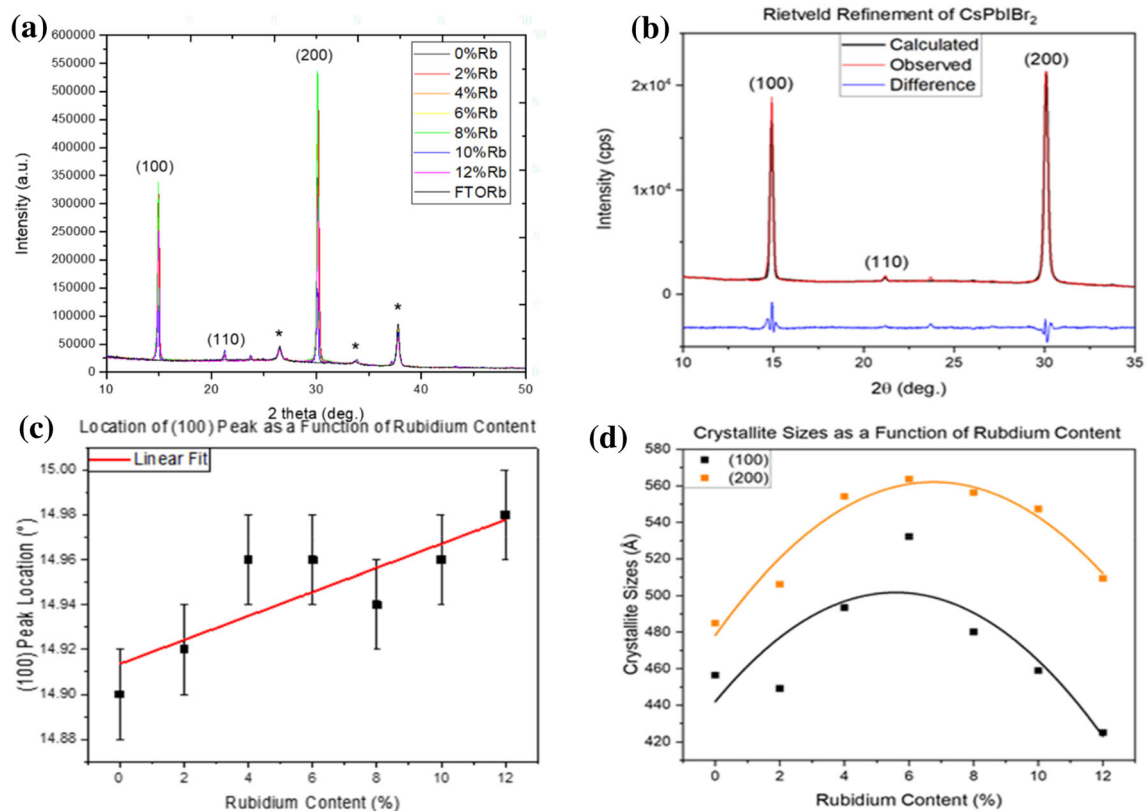 (a)
600000
550000
500000
450000
400000
350000
300000
250000
200000
150000
100000
50000
0
Intensity (a.u.)
(100)
(110)
*
(200)
*
*
0%Rb
2%Rb
4%Rb
6%Rb
8%Rb
10%Rb
12%Rb
FTORb
10 20 30 40 50
2 theta (deg.)
(b)
Rietveld Refinement of CsPbIBr₂
Calculated
Observed
Difference
(100)
(110)
(200)
2x10⁴
1x10⁴
0
Intensity (cps)
10 15 20 25 30 35
2θ (deg.)
(c)
Location of (100) Peak as a Function of Rubidium Content
Linear Fit
15.00
14.98
14.96
14.94
14.92
14.90
14.88
(100) Peak Location (°)
0 2 4 6 8 10 12
Rubidium Content (%)
(d)
Crystallite Sizes as a Function of Rubdium Content
(100)
(200)
580
560
540
520
500
480
460
440
420
Crystallite Sizes (Å)
0 2 4 6 8 10 12
Rubidium Content (%)